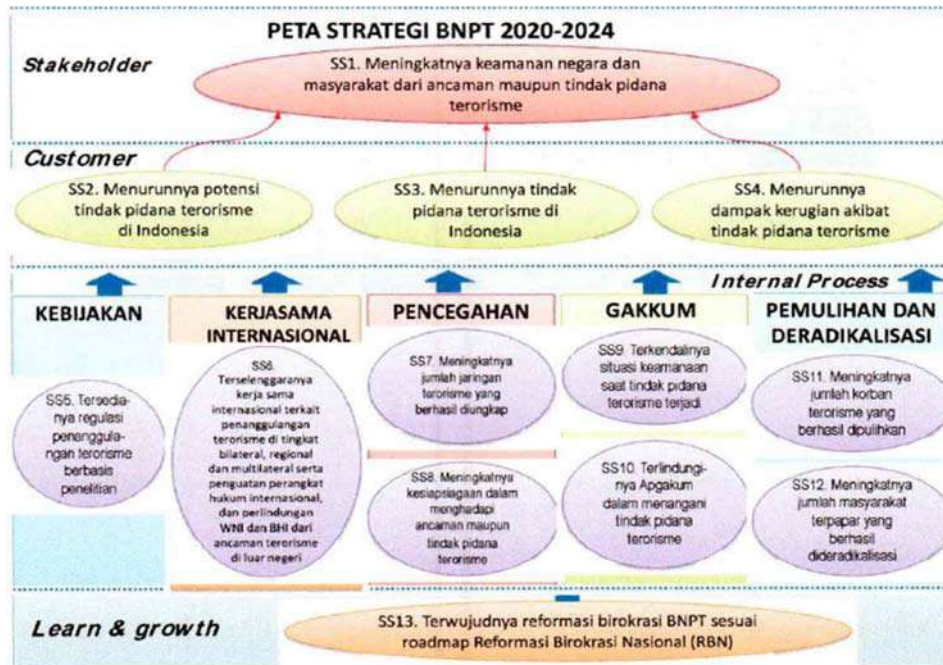 PETA STRATEGI BNPT 2020-2024
Stakeholder
SS1. Meningkatnya keamanan negara dan
masyarakat dari ancaman maupun tindak pidana
terorisme
Customer
SS2. Menurunnya potensi
tindak pidana terorisme
di Indonesia
SS3. Menurunnya tindak
pidana terorisme di
Indonesia
SS4. Menurunnya
dampak kerugian akibat
tindak pidana terorisme
Internal Process
KEBIJAKAN
SS5. Tersedia-
nya regulasi
penanggula-
ngan terorisme
berbasis
penelitian
KERJASAMA
INTERNASIONAL
SS6.
Terselenggaranya
kerja sama
internasional terkait
penanggulangan
terorisme di tingkat
bilateral, regional
dan multilateral serta
penguatan perangkat
hukum internasional,
dan perlindungan
WNI dan BHI dari
ancaman terorisme
di luar negeri
PENCEGAHAN
SS7. Meningkatnya
jumlah jaringan
terorisme yang
berhasil diungkap
SS8. Meningkatnya
kesiapsiagaan dalam
menghadapi
ancaman maupun
tindak pidana
terorisme
GAKKUM
SS9. Terkendalinya
situasi keamanaan
saat tindak pidana
terorisme terjadi
SS10. Terlindungi-
nya Apgakum
dalam menangani
tindak pidana
terorisme
PEMULIHAN DAN
DERADIKALISASI
SS11. Meningkatnya
jumlah korban
terorisme yang
berhasil dipulihkan
SS12. Meningkatnya
jumlah masyarakat
terpapar yang
berhasil
dideradikalisasi
Learn & growth
SS13. Terwujudnya reformasi birokrasi BNPT sesuai
roadmap Reformasi Birokrasi Nasional (RBN)